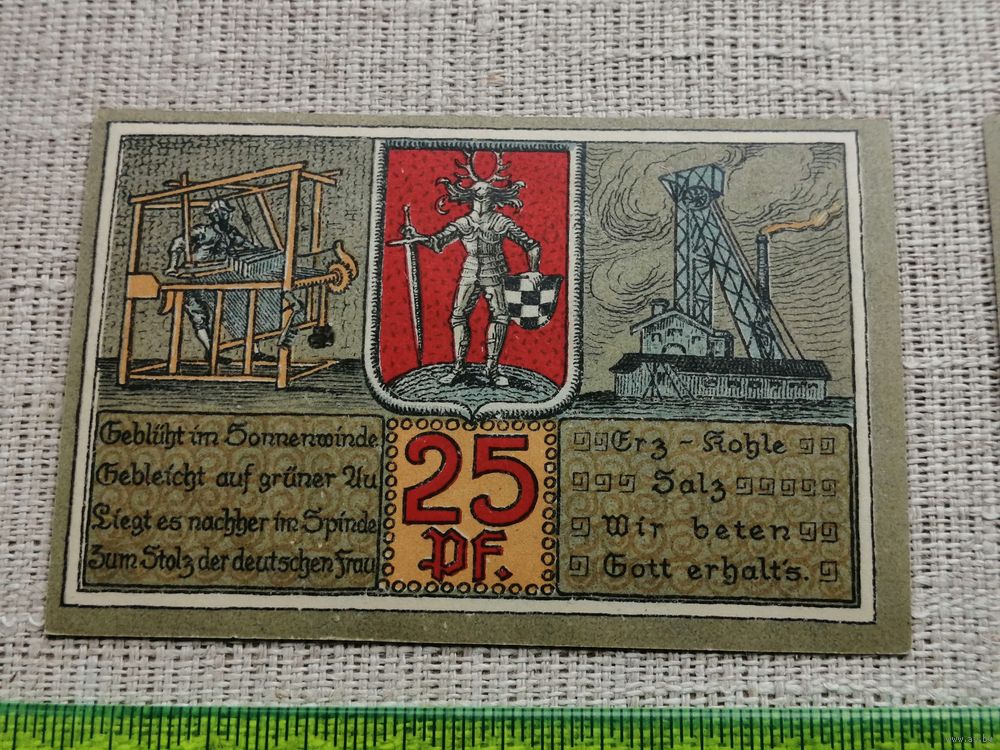 Geblüht im Sonnenwinde
Gebleicht auf grüner Au
Liegt es nachher im Spinde
Zum Stolz der deutschen Frau
25
Pf.
Erz - Kohle
Salz
Wir beten
Gott erhalt's.